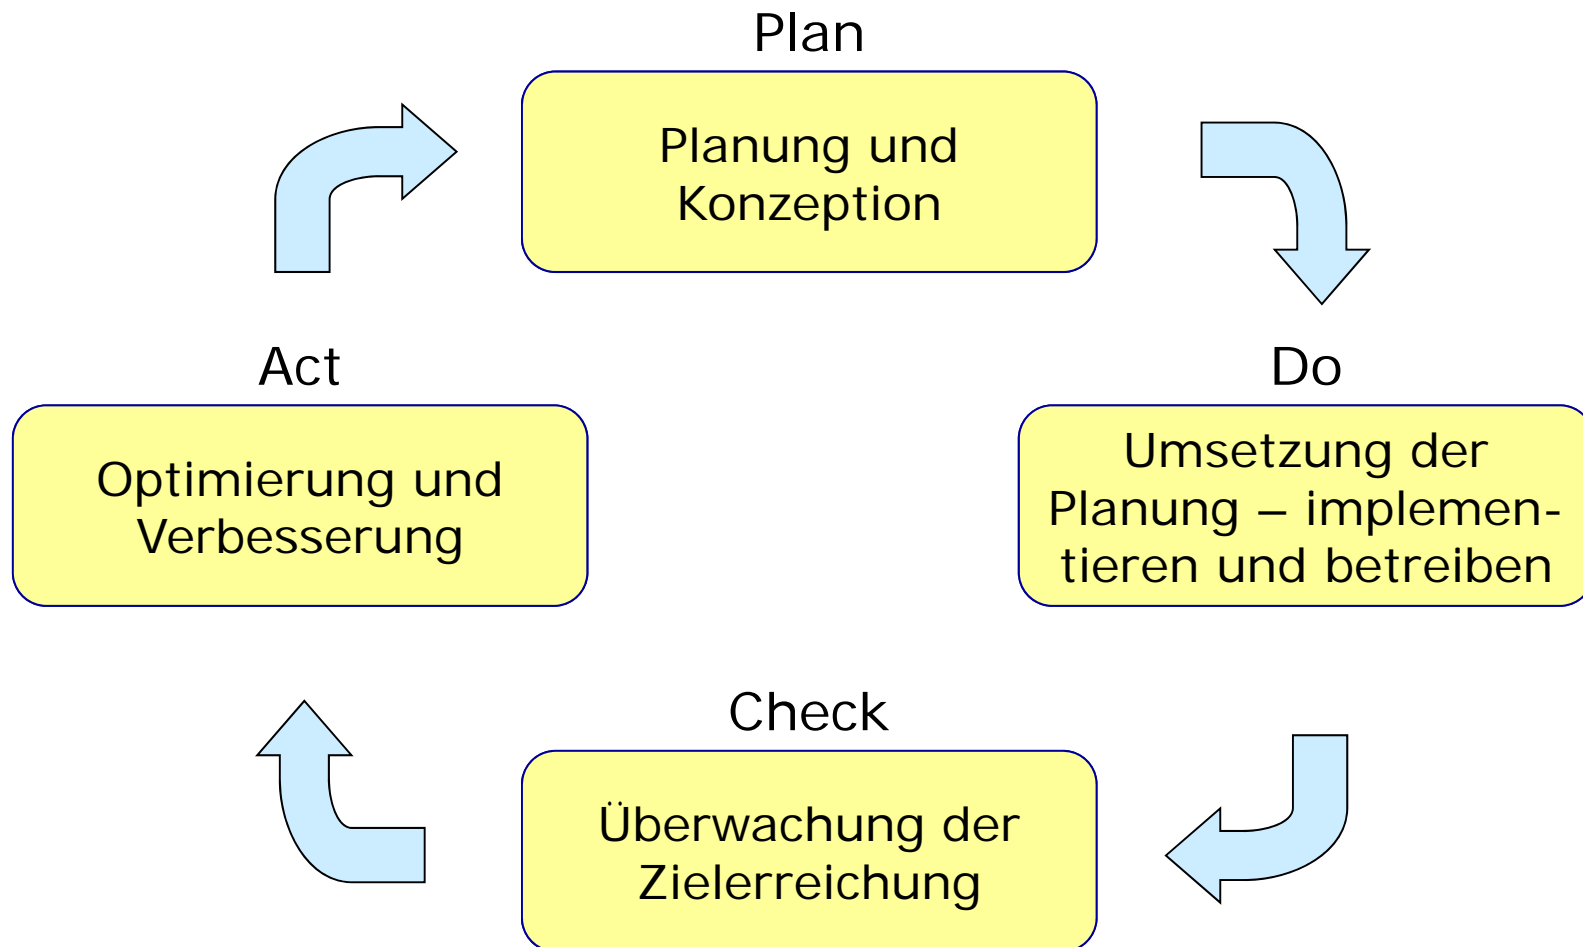 Plan
Planung und
Konzeption
Act
Optimierung und
Verbesserung
Do
Umsetzung der
Planung – implemen-
tieren und betreiben
Check
Überwachung der
Zielerreichung